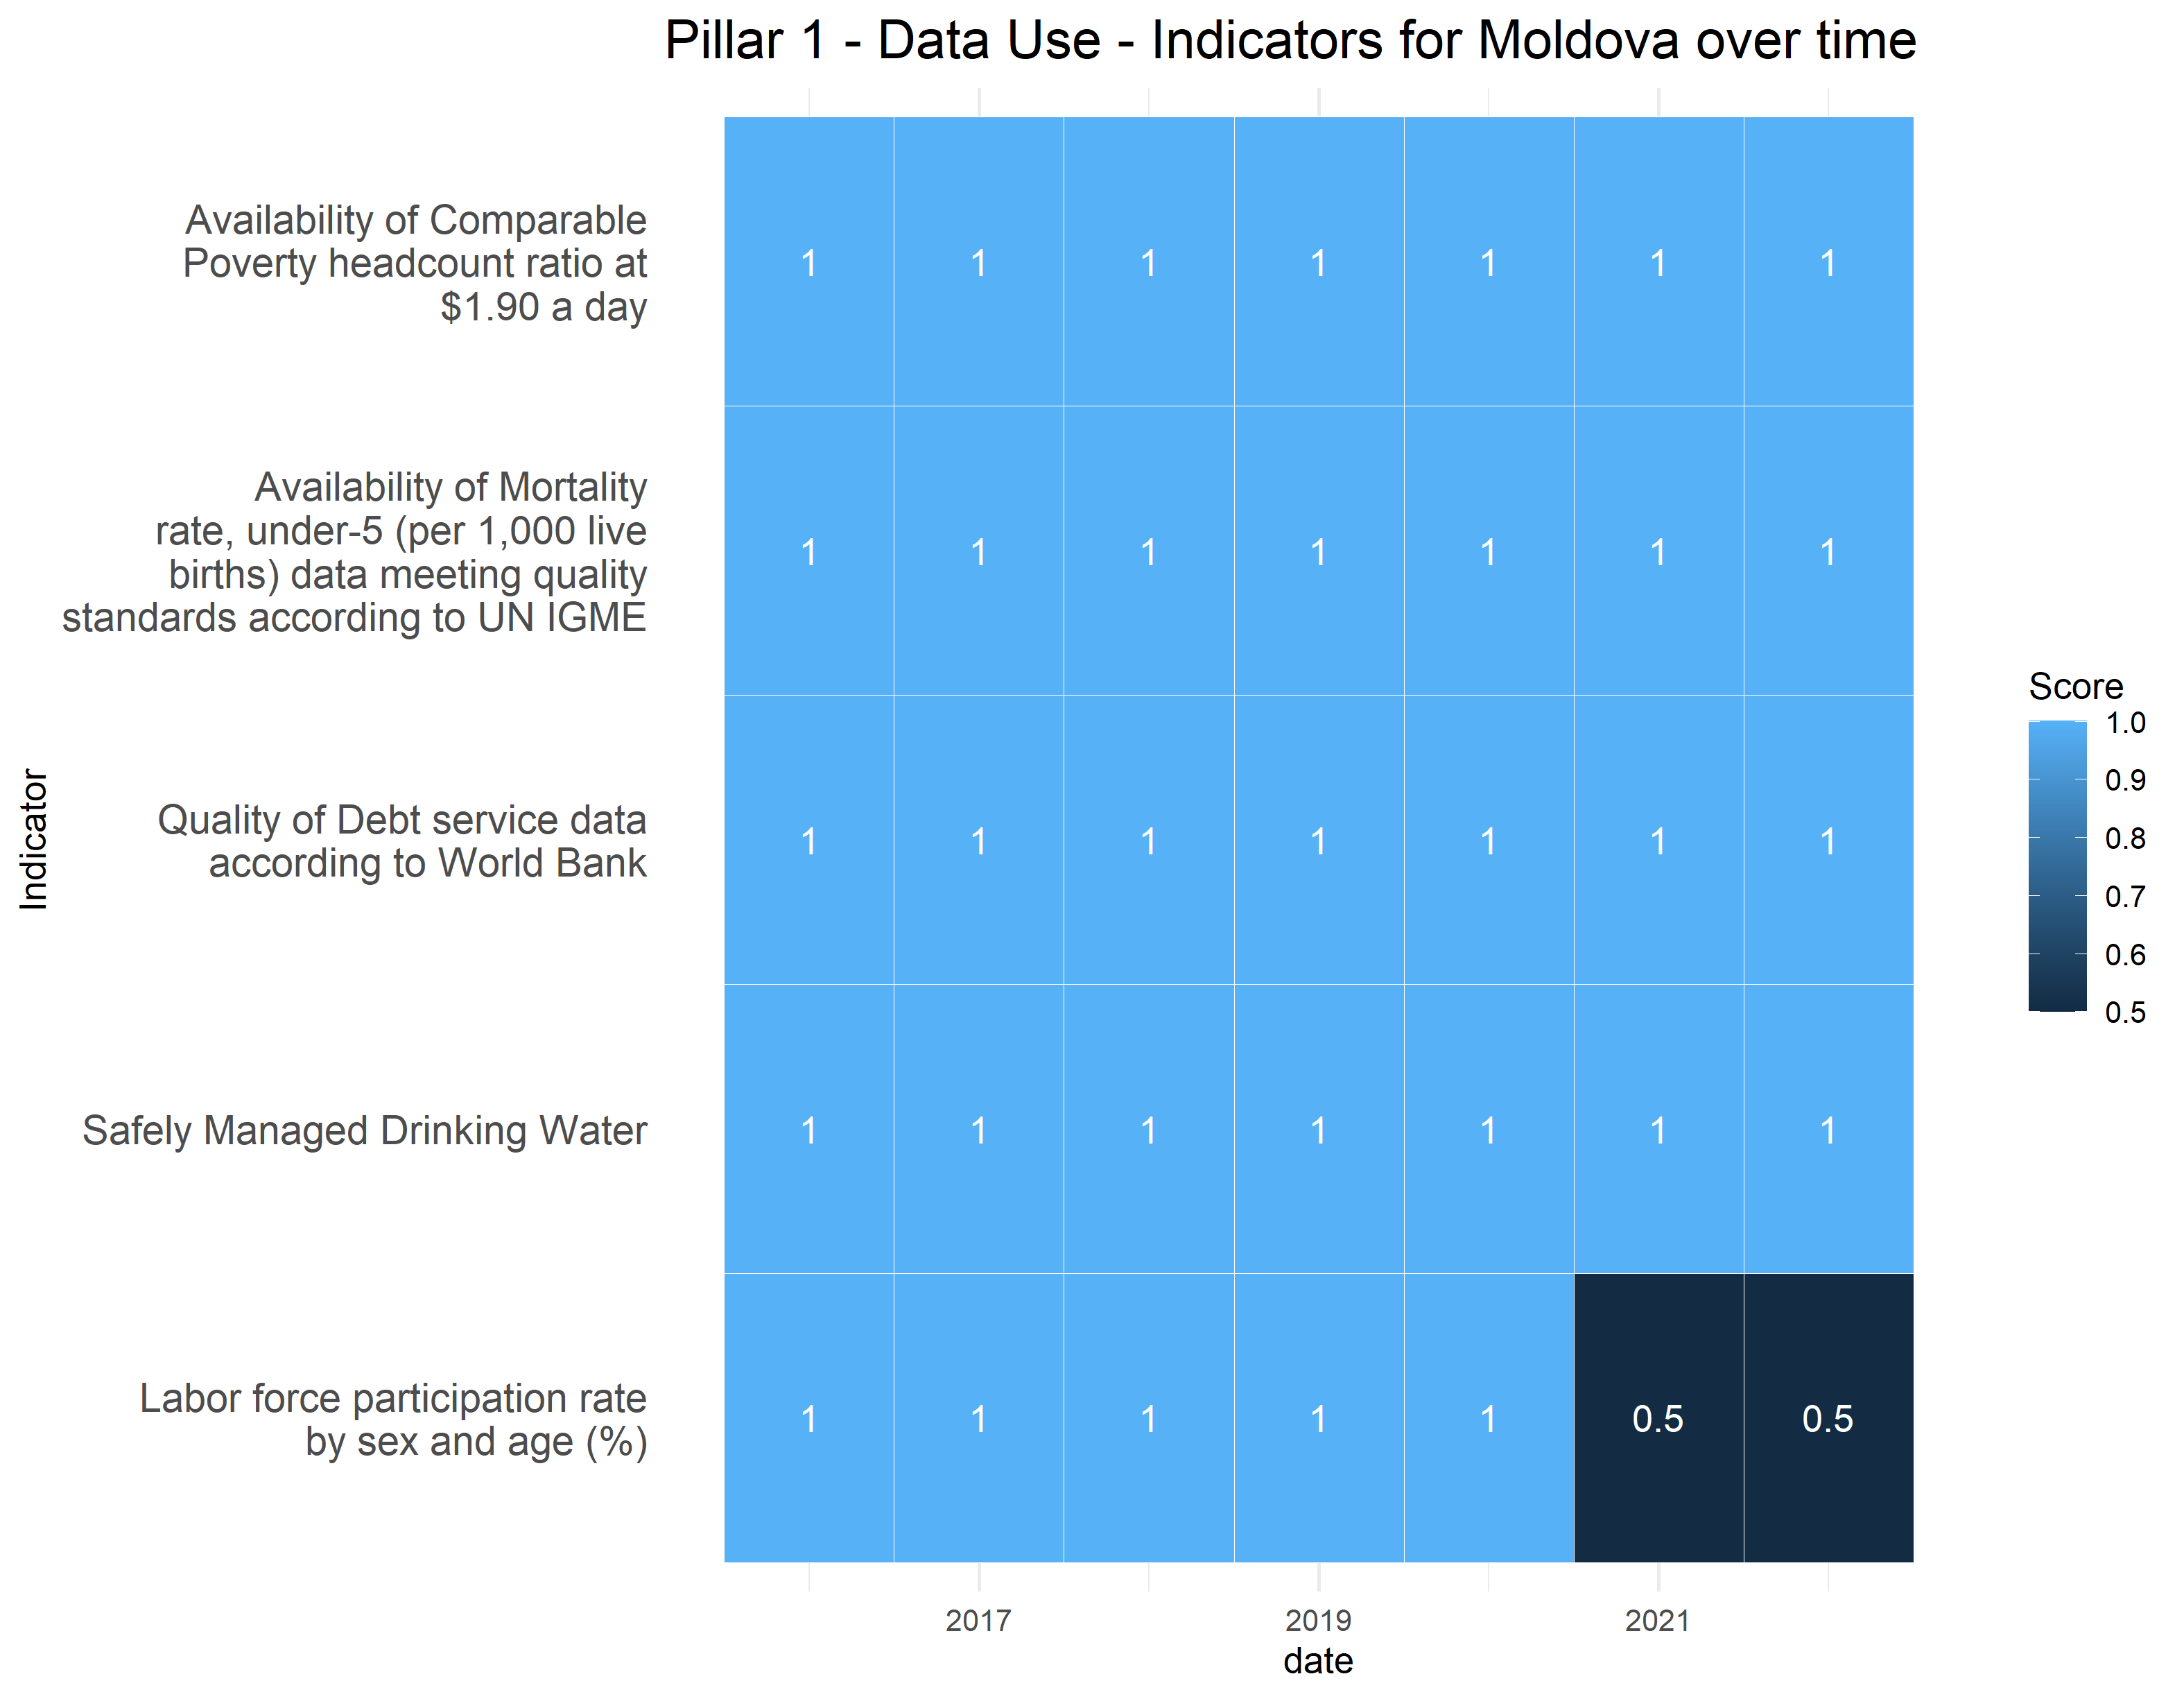 Pillar 1 - Data Use - Indicators for Moldova over time
Indicator
Availability of Comparable
Poverty headcount ratio at
$1.90 a day
1 1 1 1 1 1 1
Availability of Mortality
rate, under-5 (per 1,000 live
births) data meeting quality
standards according to UN IGME
1 1 1 1 1 1 1
Quality of Debt service data
according to World Bank
1 1 1 1 1 1 1
Safely Managed Drinking Water
1 1 1 1 1 1 1
Labor force participation rate
by sex and age (%)
1 1 1 1 1 0.5 0.5
2017 2019 2021
date
Score
1.0
0.9
0.8
0.7
0.6
0.5